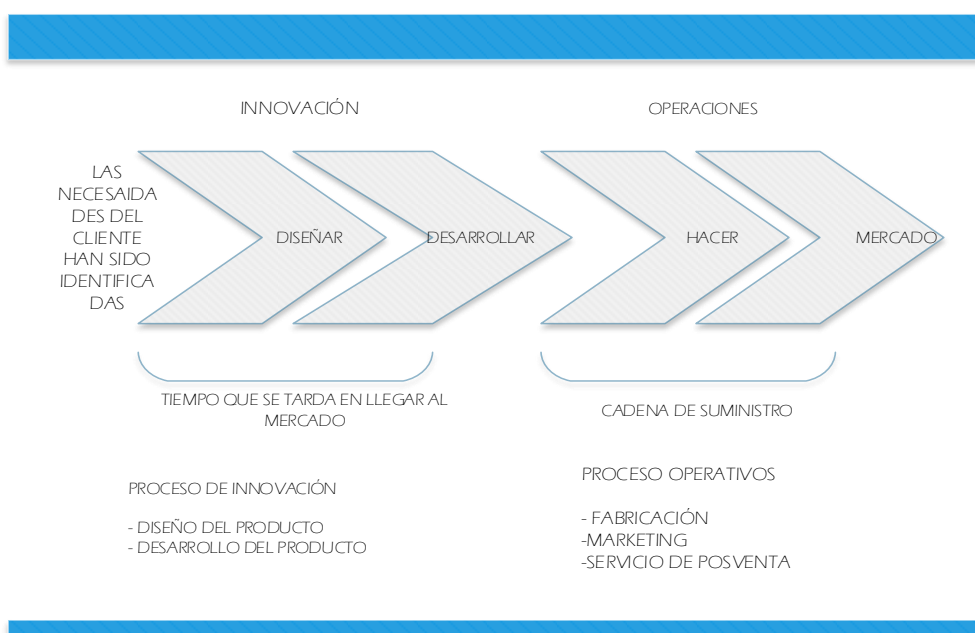 INNOVACIÓN
OPERACIONES
LAS
NECESAIDA
DES DEL
CLIENTE
HAN SIDO
IDENTIFICA
DAS
DISEÑAR
DESARROLLAR
HACER
MERCADO
TIEMPO QUE SE TARDA EN LLEGAR AL
MERCADO
CADENA DE SUMINISTRO
PROCESO DE INNOVACIÓN
- DISEÑO DEL PRODUCTO
- DESARROLLO DEL PRODUCTO
PROCESO OPERATIVOS
- FABRICACIÓN
-MARKETING
-SERVICIO DE POSVENTA